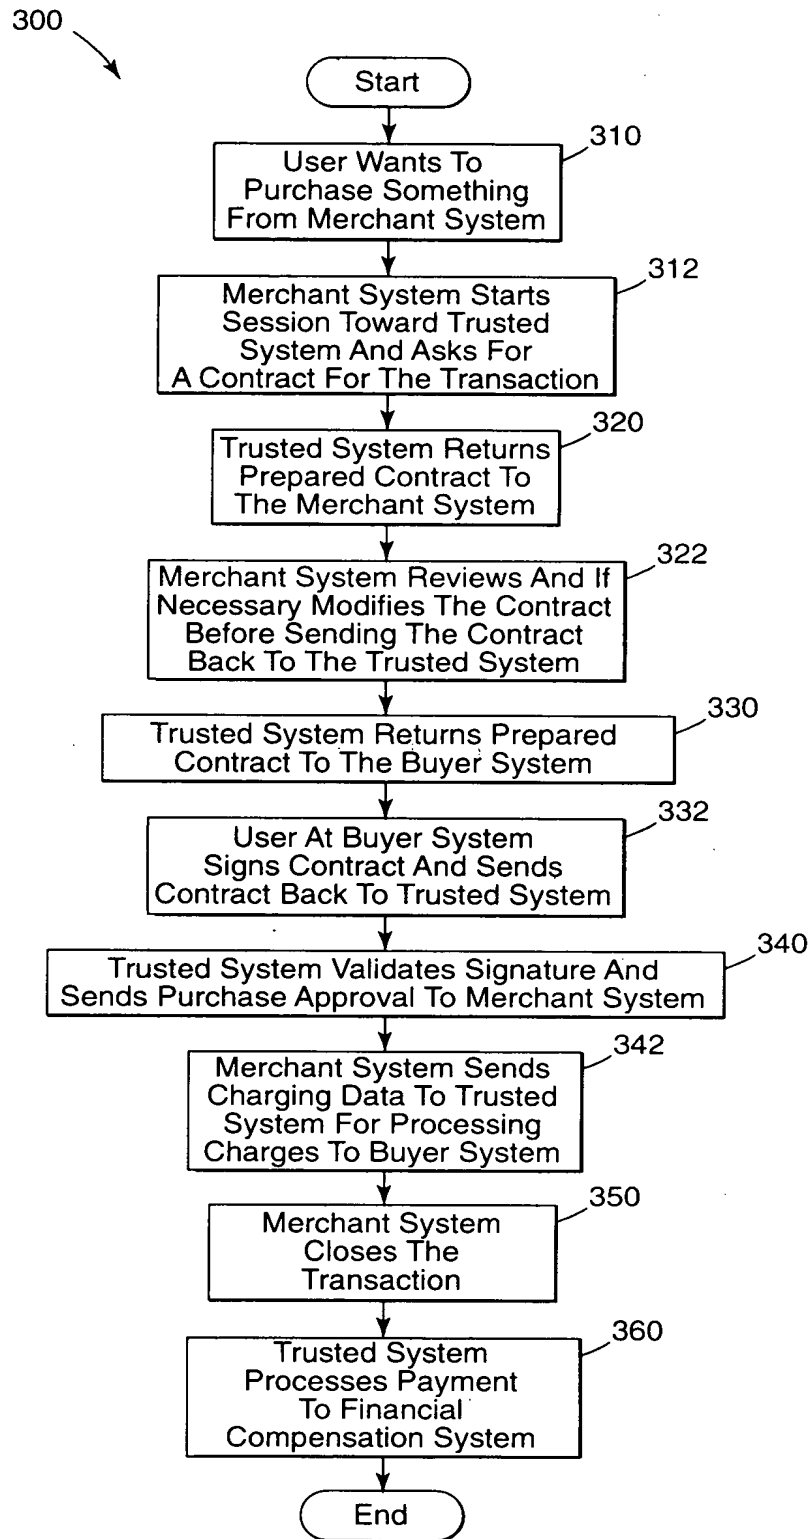 300
Start
310
User Wants To
Purchase Something
From Merchant System
312
Merchant System Starts
Session Toward Trusted
System And Asks For
A Contract For The Transaction
320
Trusted System Returns
Prepared Contract To
The Merchant System
322
Merchant System Reviews And If
Necessary Modifies The Contract
Before Sending The Contract
Back To The Trusted System
330
Trusted System Returns Prepared
Contract To The Buyer System
332
User At Buyer System
Signs Contract And Sends
Contract Back To Trusted System
340
Trusted System Validates Signature And
Sends Purchase Approval To Merchant System
342
Merchant System Sends
Charging Data To Trusted
System For Processing
Charges To Buyer System
350
Merchant System
Closes The
Transaction
360
Trusted System
Processes Payment
To Financial
Compensation System
End